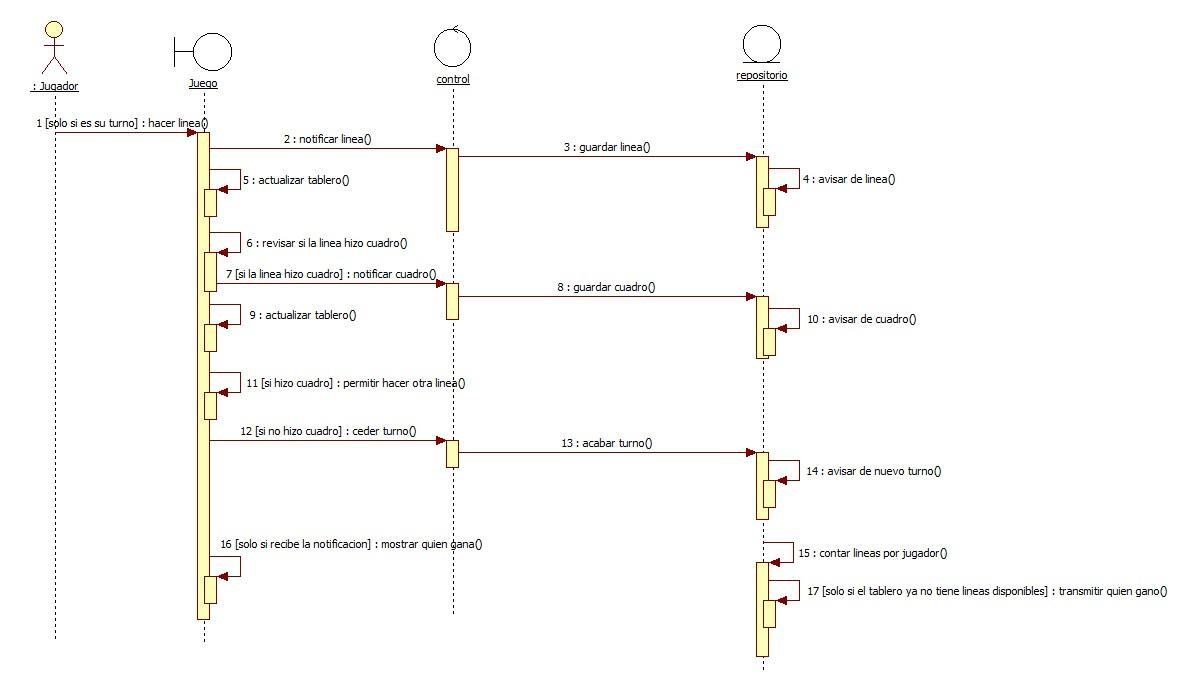 : Jugador
Juego
control
repositorio
1 [solo si es su turno] : hacer linea()
2 : notificar linea()
3 : guardar linea()
4 : avisar de linea()
5 : actualizar tablero()
6 : revisar si la linea hizo cuadro()
7 [si la linea hizo cuadro] : notificar cuadro()
8 : guardar cuadro()
9 : actualizar tablero()
10 : avisar de cuadro()
11 [si hizo cuadro] : permitir hacer otra linea()
12 [si no hizo cuadro] : ceder turno()
13 : acabar turno()
14 : avisar de nuevo turno()
16 [solo si recibe la notificacion] : mostrar quien gana()
15 : contar lineas por jugador()
17 [solo si el tablero ya no tiene lineas disponibles] : transmitir quien gano()